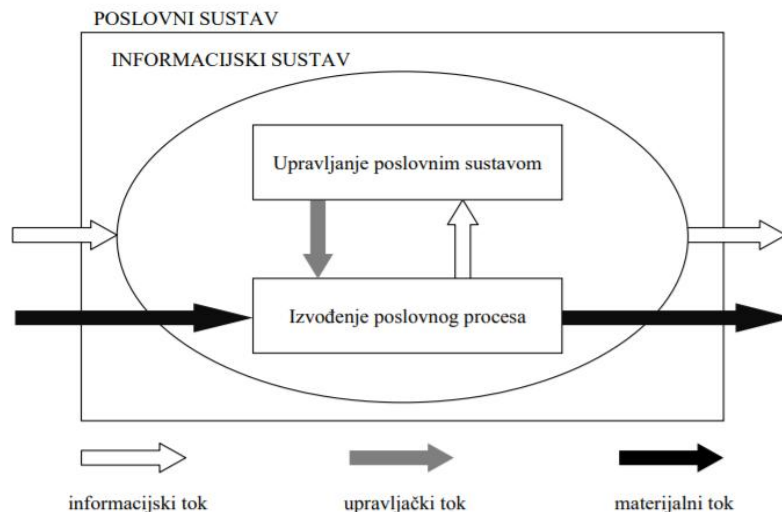 POSLOVNI SUSTAV
INFORMACIJSKI SUSTAV
Upravljanje poslovnim sustavom
Izvođenje poslovnog procesa
informacijski tok
upravljački tok
materijalni tok